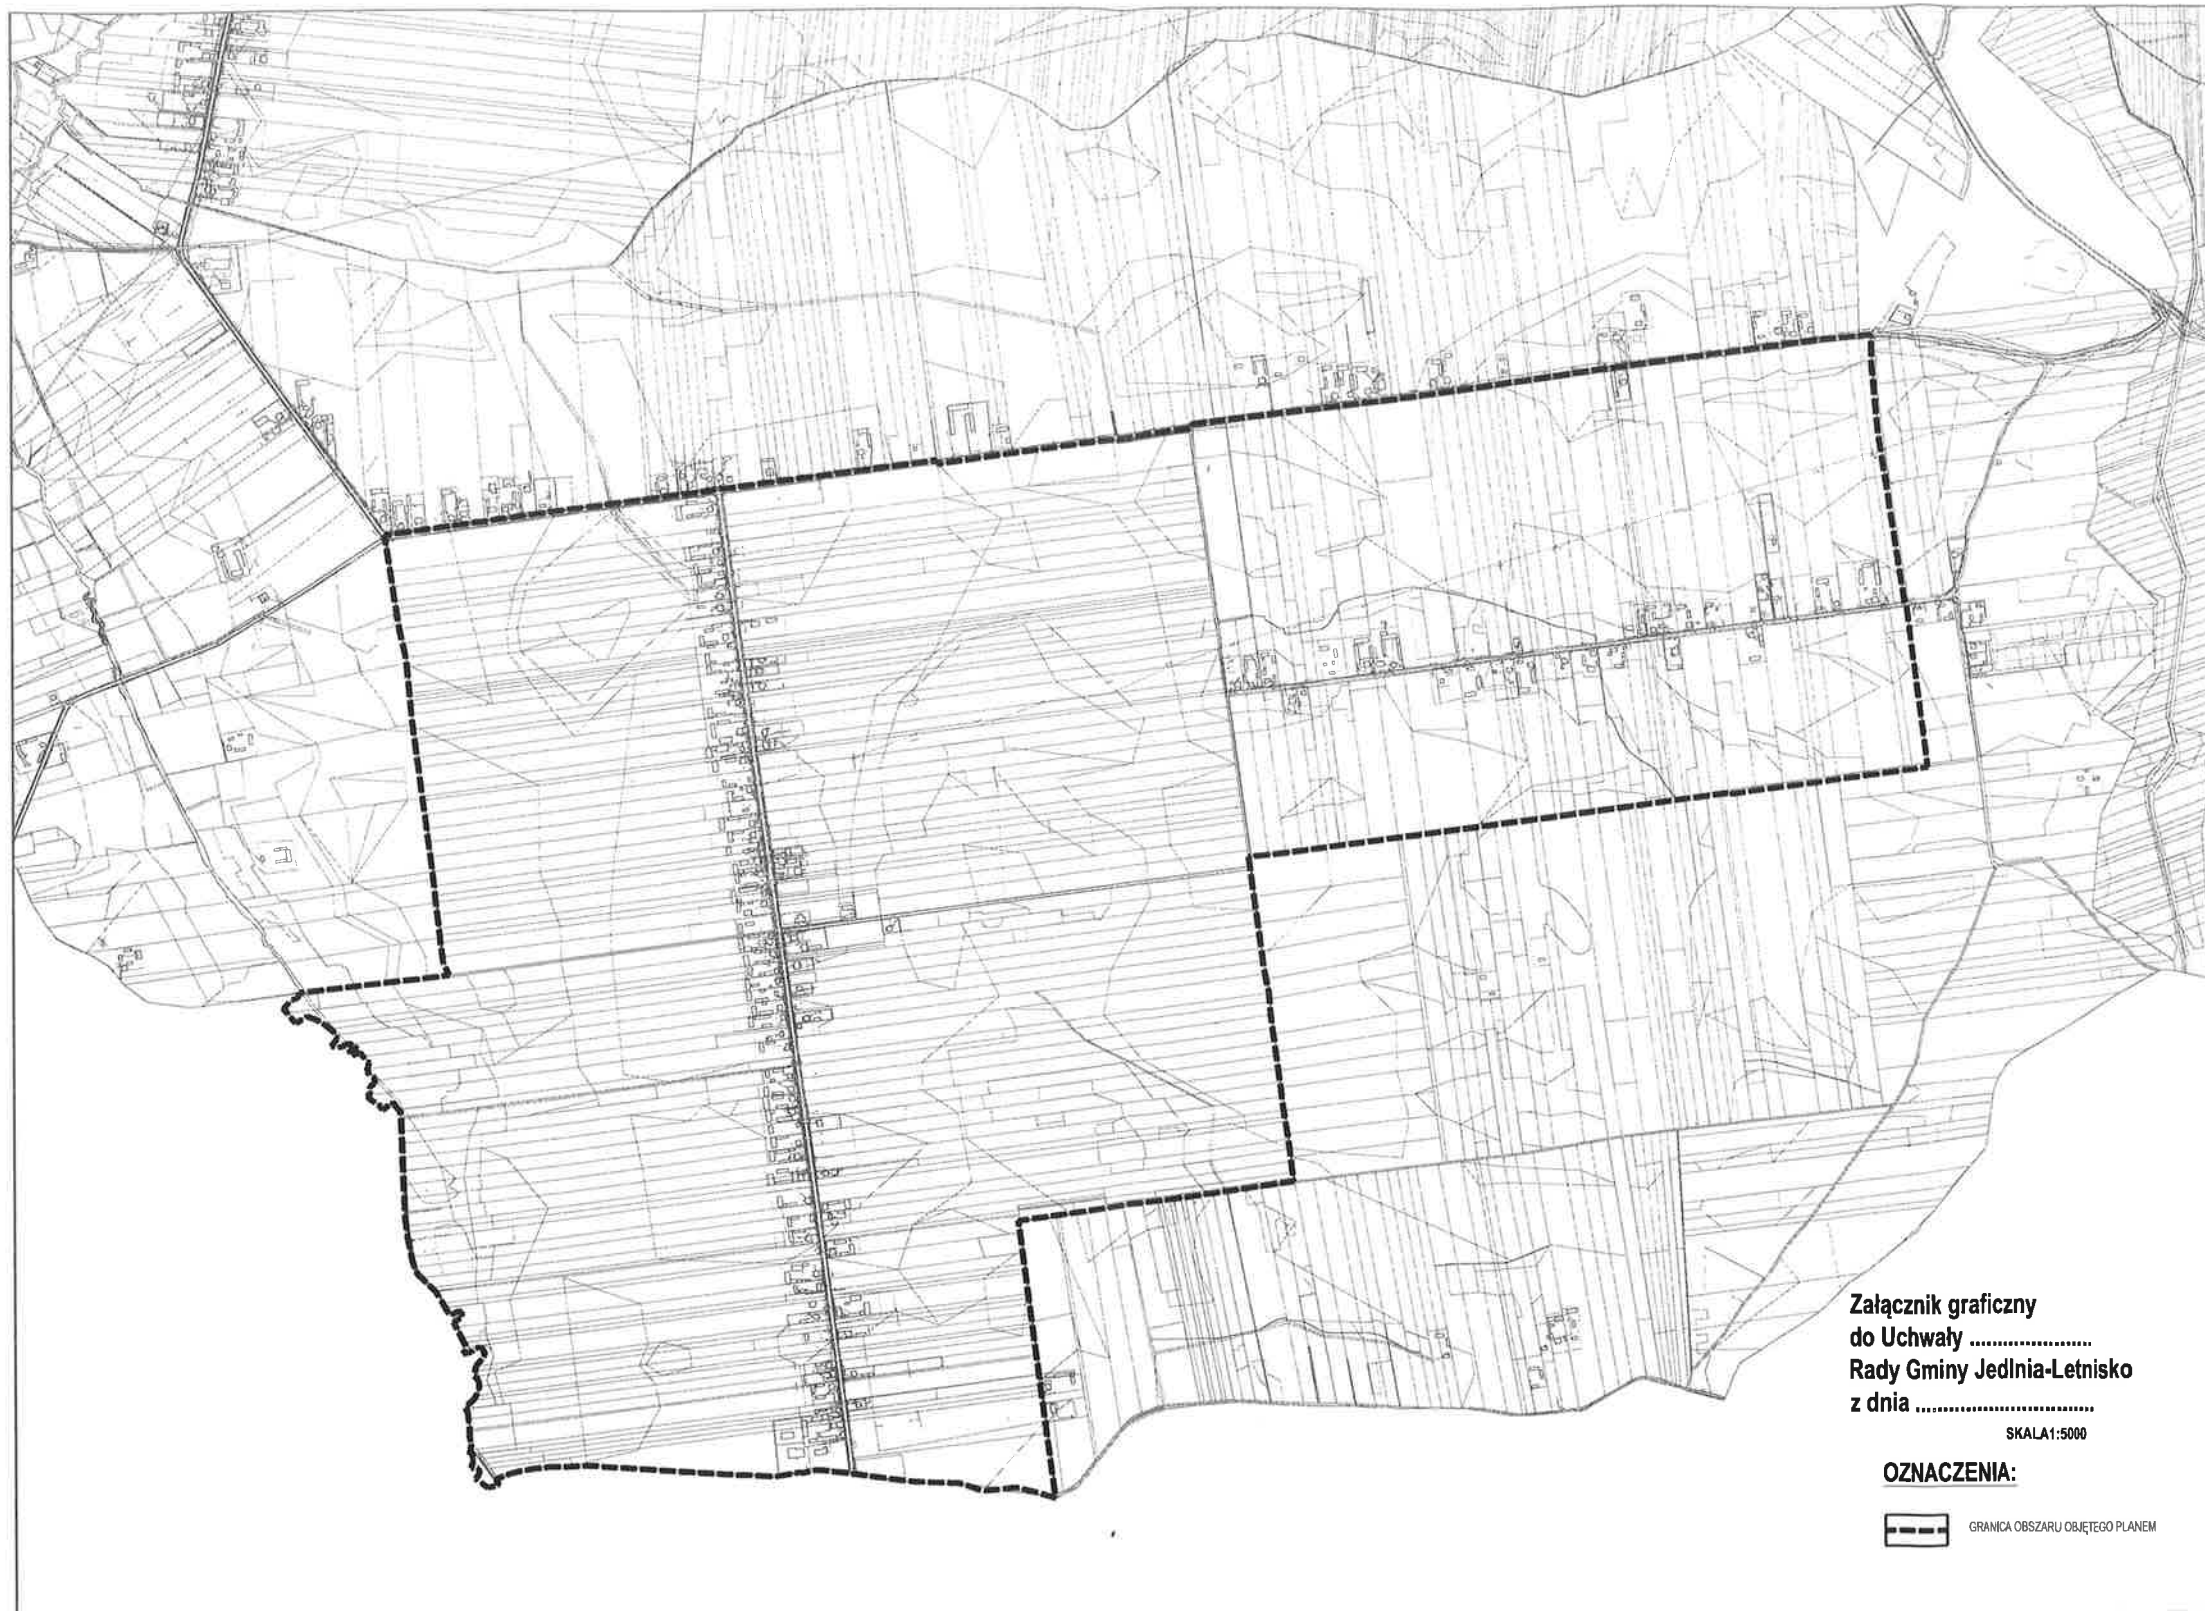 Załącznik graficzny
do Uchwały .......................
Rady Gminy Jedlnia-Letnisko
z dnia ..................................
SKALA1:5000
OZNACZENIA:
GRANICA OBSZARU OBJĘTEGO PLANEM